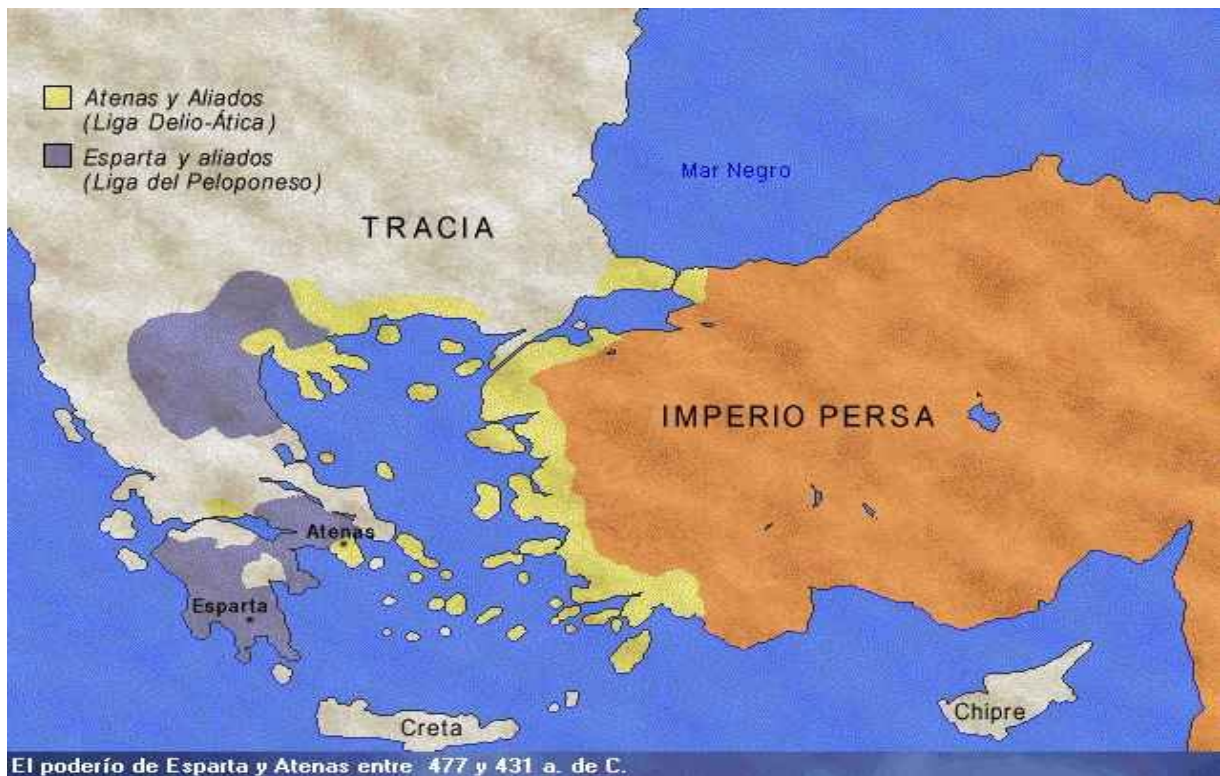 Atenas y Aliados
(Liga Delio-Ática)
Esparta y aliados
(Liga del Peloponeso)
Mar Negro
TRACIA
IMPERIO PERSA
Atenas
Esparta
Chipre
Creta
El poderío de Esparta y Atenas entre 477 y 431 a. de C.